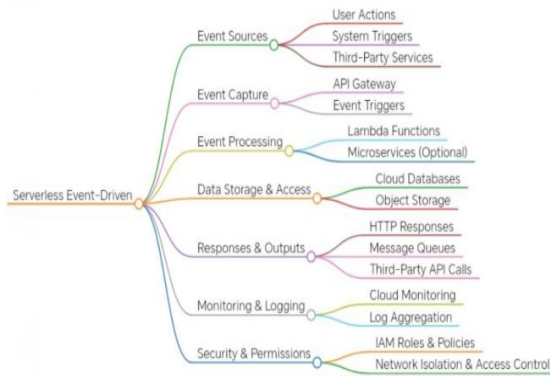 Serverless Event-Driven
Event Sources
User Actions
System Triggers
Third-Party Services
Event Capture
API Gateway
Event Triggers
Event Processing
Lambda Functions
Microservices (Optional)
Data Storage & Access
Cloud Databases
Object Storage
Responses & Outputs
HTTP Responses
Message Queues
Third-Party API Calls
Monitoring & Logging
Cloud Monitoring
Log Aggregation
Security & Permissions
IAM Roles & Policies
Network Isolation & Access Control